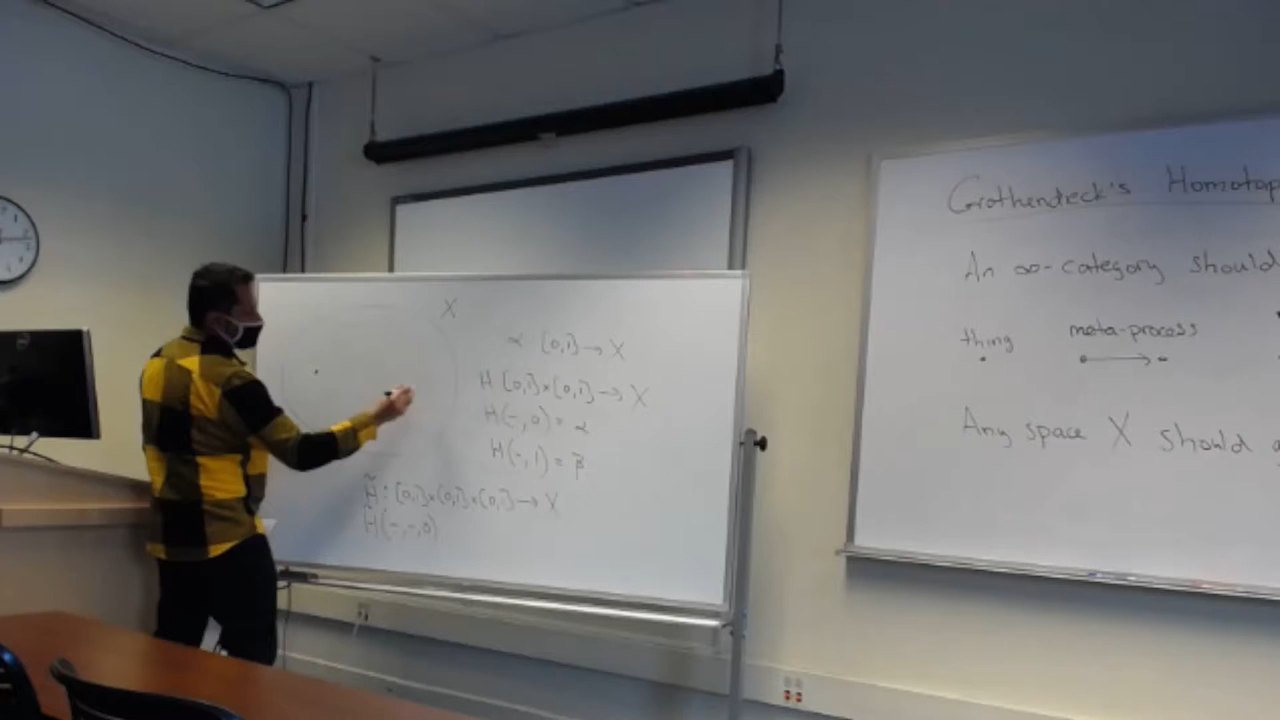 X
α [0,1] → X
H [0,1]×[0,1] → X
H(-,0) = α
H(-,1) = β
H̃ : [0,1]×[0,1]×[0,1] → X
H̃(-,-,0)
Grothendieck's Homotop
An ∞-category should
thing meta-process
Any space X should